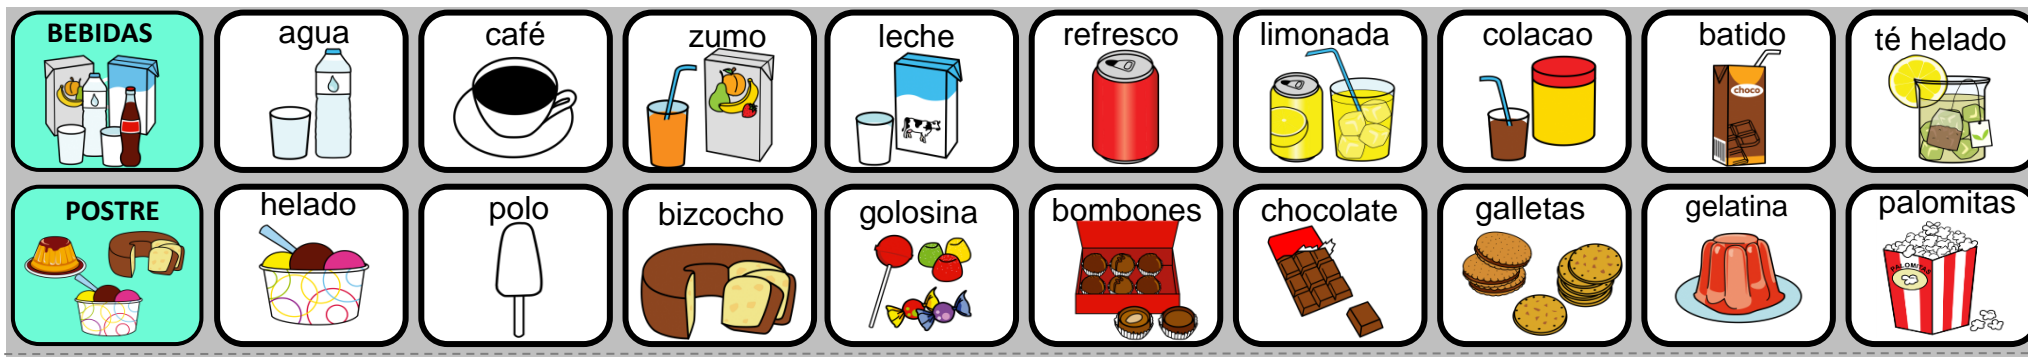 BEBIDAS
agua
café
zumo
leche
refresco
limonada
colacao
batido
té helado
choco
POSTRE
helado
polo
bizcocho
golosina
bombones
chocolate
galletas
gelatina
palomitas
PALOMITAS